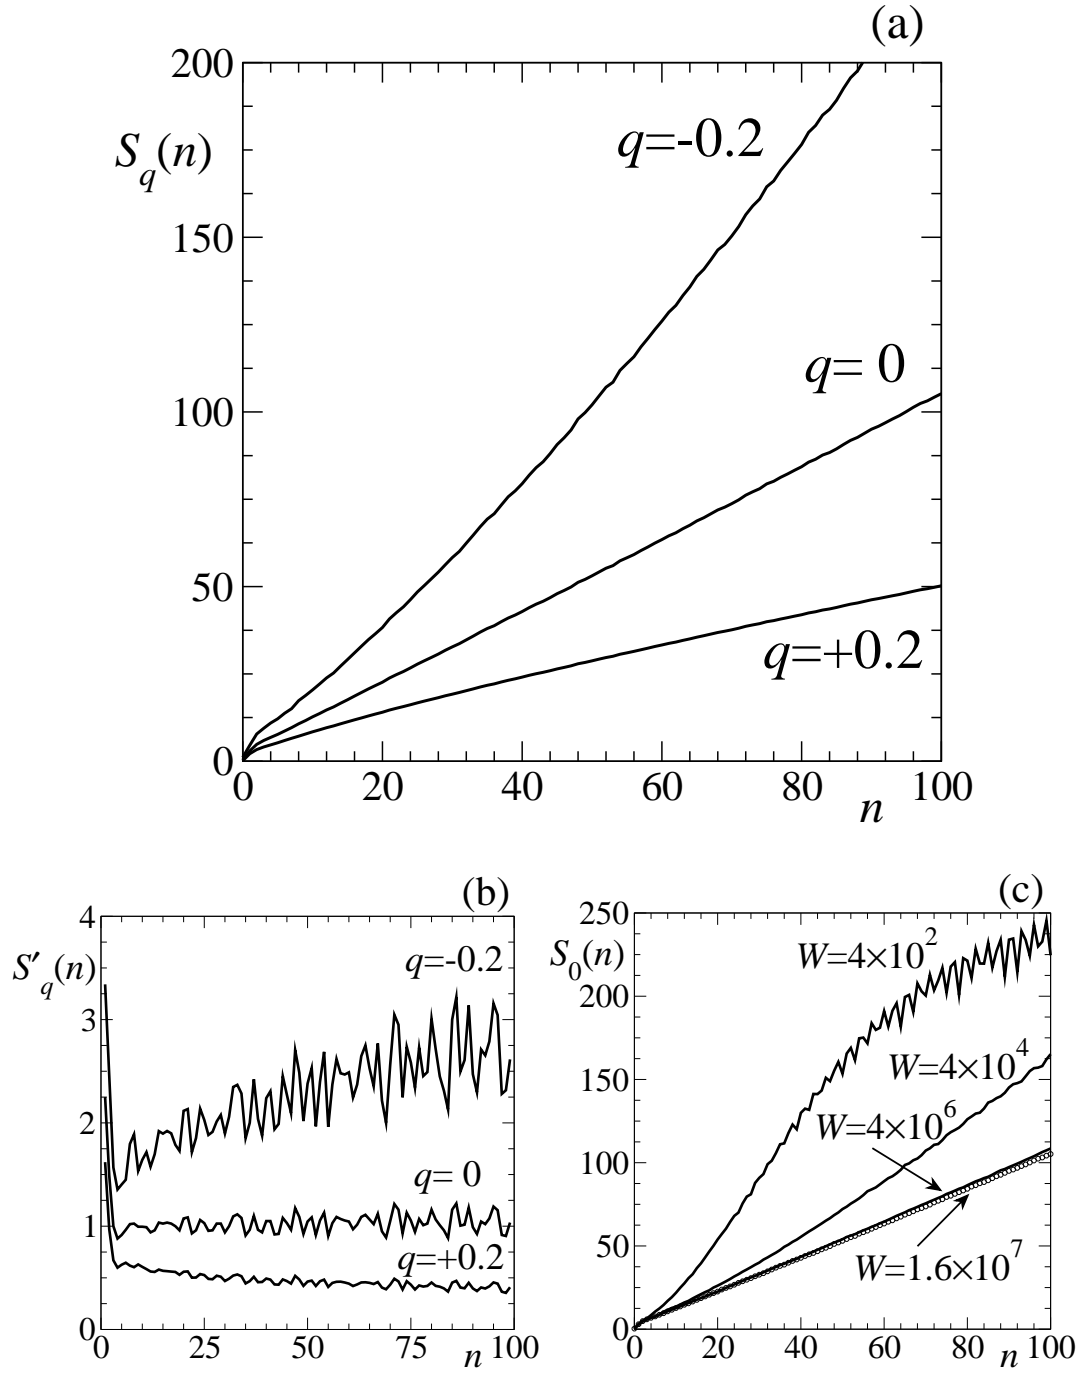 (a)
200
S_q(n)
q=-0.2
150
q= 0
100
50
q=+0.2
0
0 20 40 60 80 100
n
(b)
4
S′_q(n)
q=-0.2
3
2
q= 0
1
q=+0.2
0
0 25 50 75 100
n
(c)
250
S_0(n)
W=4×10^2
200
150
W=4×10^4
W=4×10^6
100
50
W=1.6×10^7
0
0 20 40 60 80 100
n